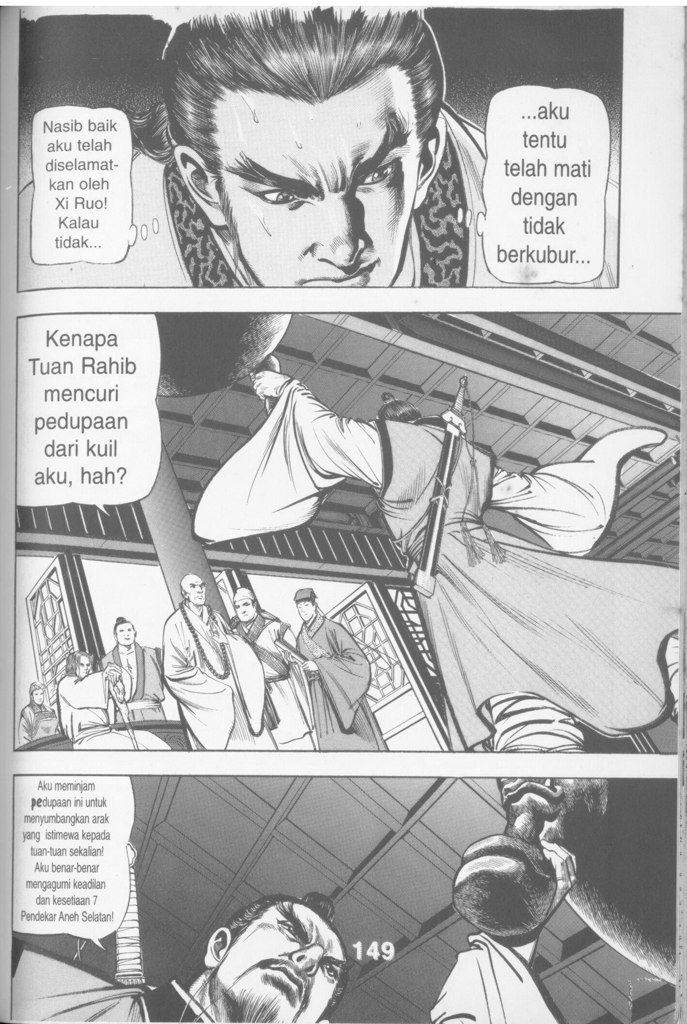 Nasib baik
aku telah
diselamat-
kan oleh
Xi Ruo!
Kalau
tidak...
...aku
tentu
telah mati
dengan
tidak
berkubur...
Kenapa
Tuan Rahib
mencuri
pedupaan
dari kuil
aku, hah?
Aku meminjam
pedupaan ini untuk
menyumbangkan arak
yang istimewa kepada
tuan-tuan sekalian!
Aku benar-benar
mengagumi keadilan
dan kesetiaan 7
Pendekar Aneh Selatan!
149